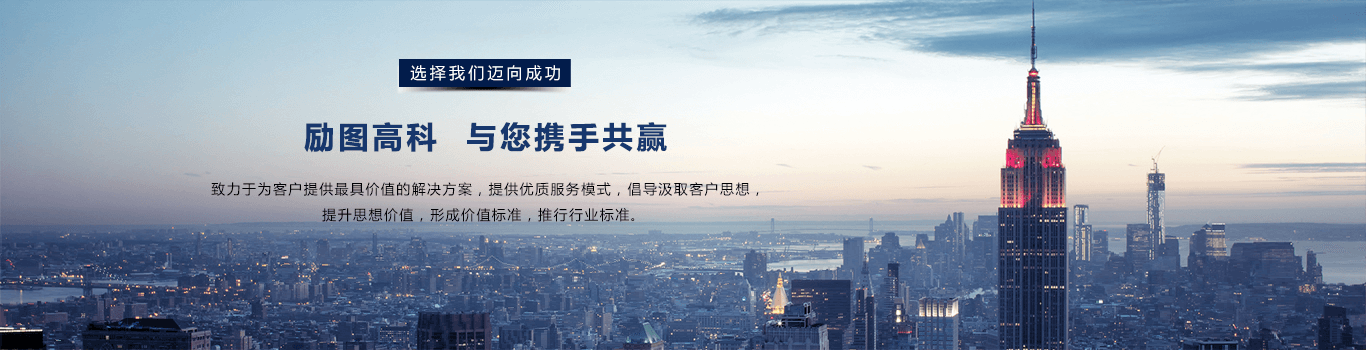 选择我们迈向成功
励图高科 与您携手共赢
致力于为客户提供最具价值的解决方案，提供优质服务模式，倡导汲取客户思想，
提升思想价值，形成价值标准，推行行业标准。